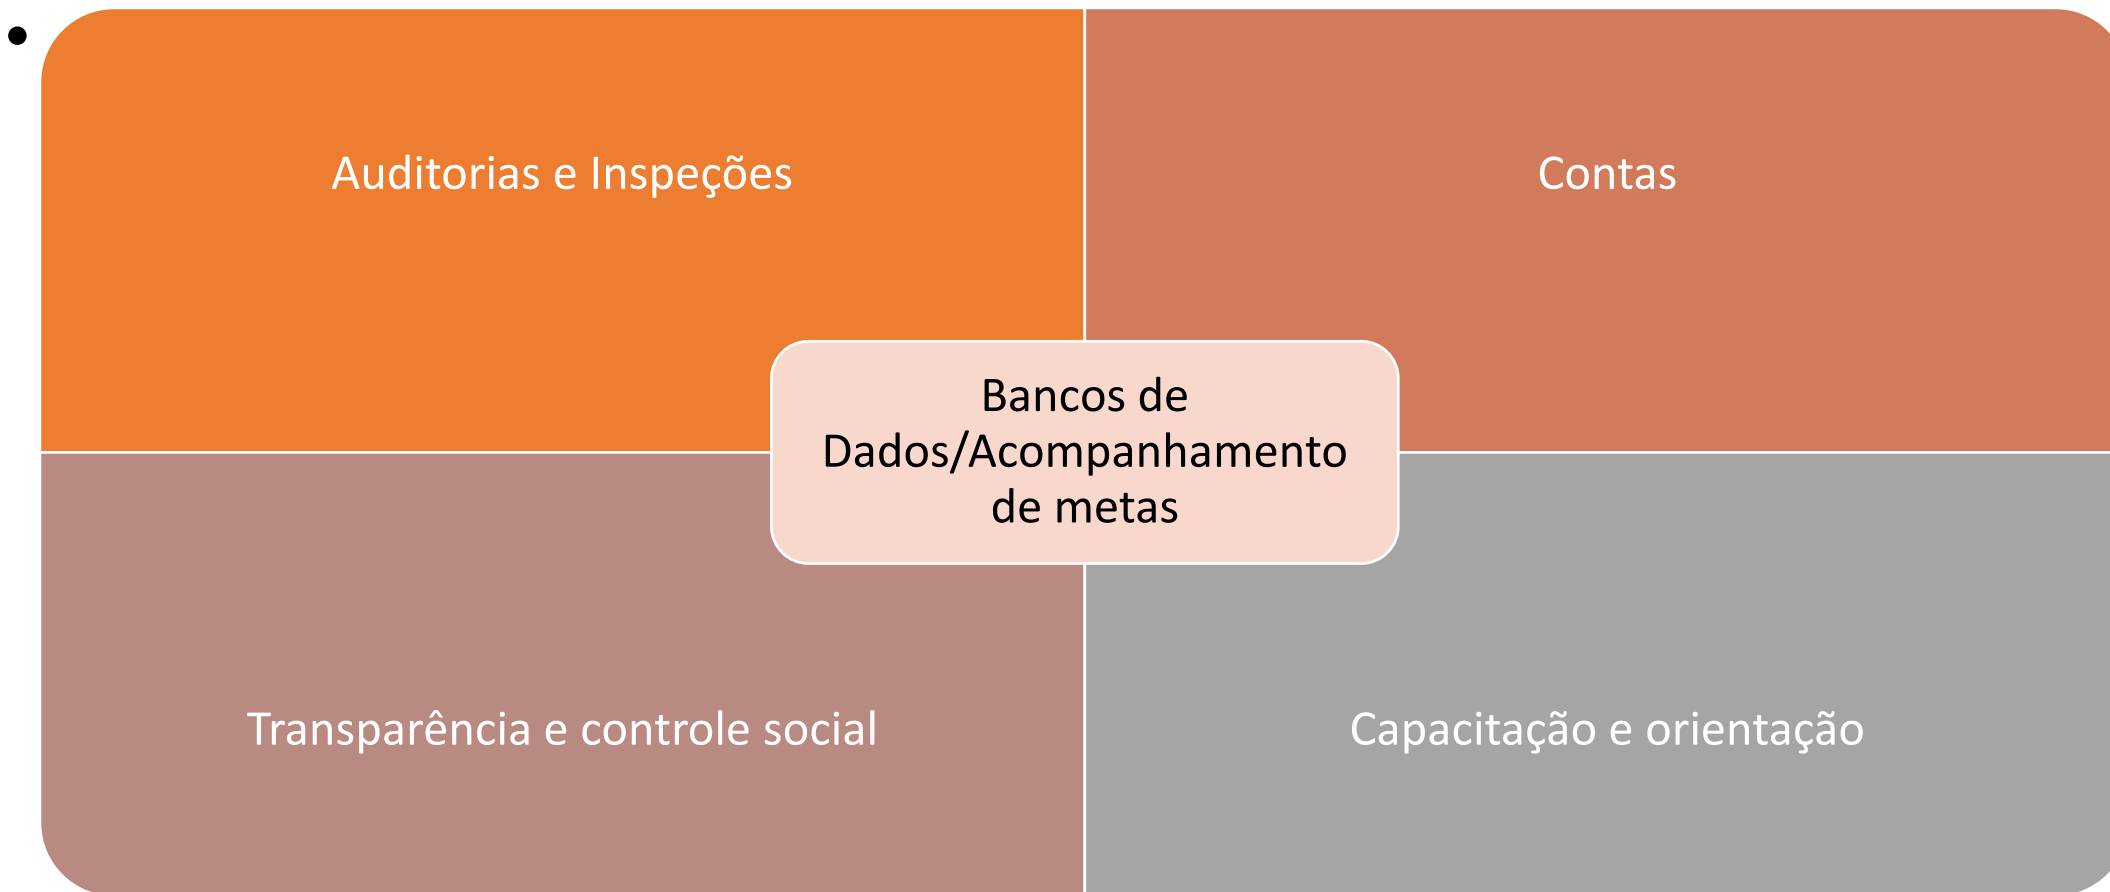 •
Auditorias e Inspeções
Contas
Bancos de
Dados/Acompanhamento
de metas
Transparência e controle social
Capacitação e orientação